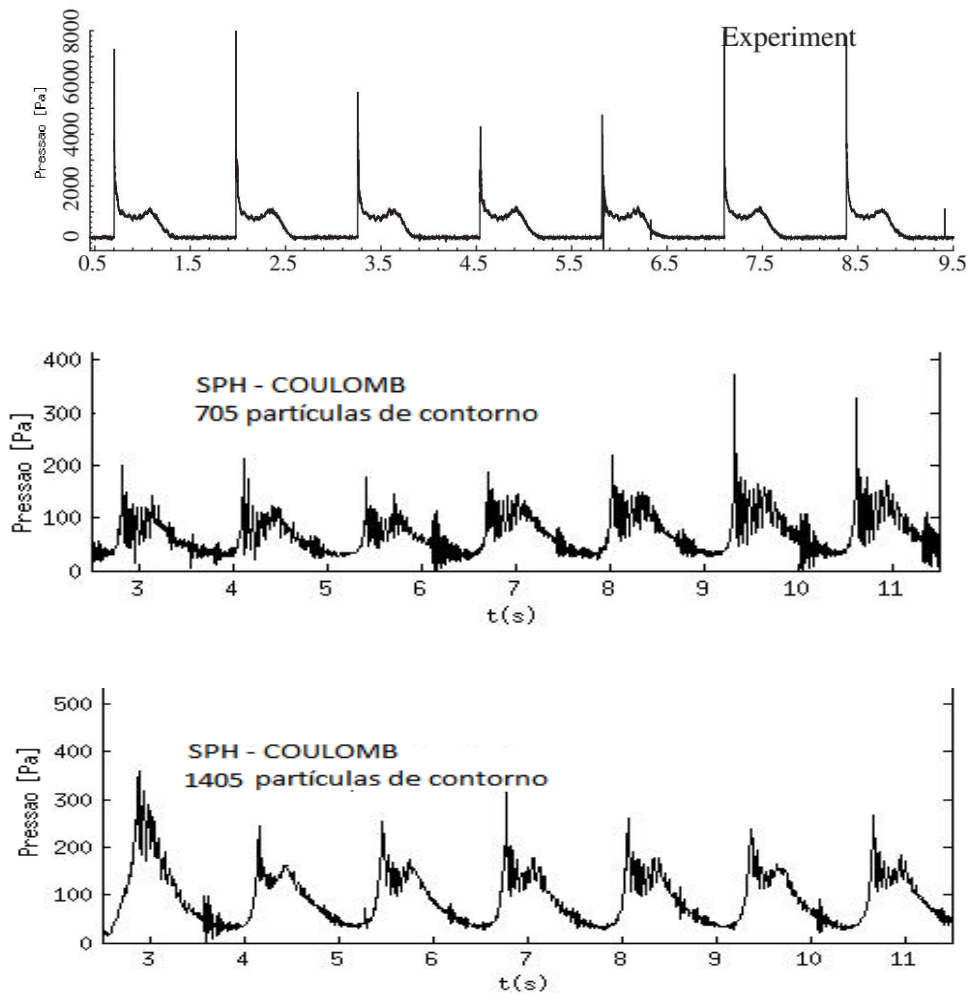 Experiment
Pressao [Pa]
8000
6000
4000
2000
0
0.5 1.5 2.5 3.5 4.5 5.5 6.5 7.5 8.5 9.5
SPH - COULOMB
705 partículas de contorno
Pressao [Pa]
400
300
200
100
0
3 4 5 6 7 8 9 10 11
t(s)
SPH - COULOMB
1405 partículas de contorno
Pressao [Pa]
500
400
300
200
100
0
3 4 5 6 7 8 9 10 11
t(s)